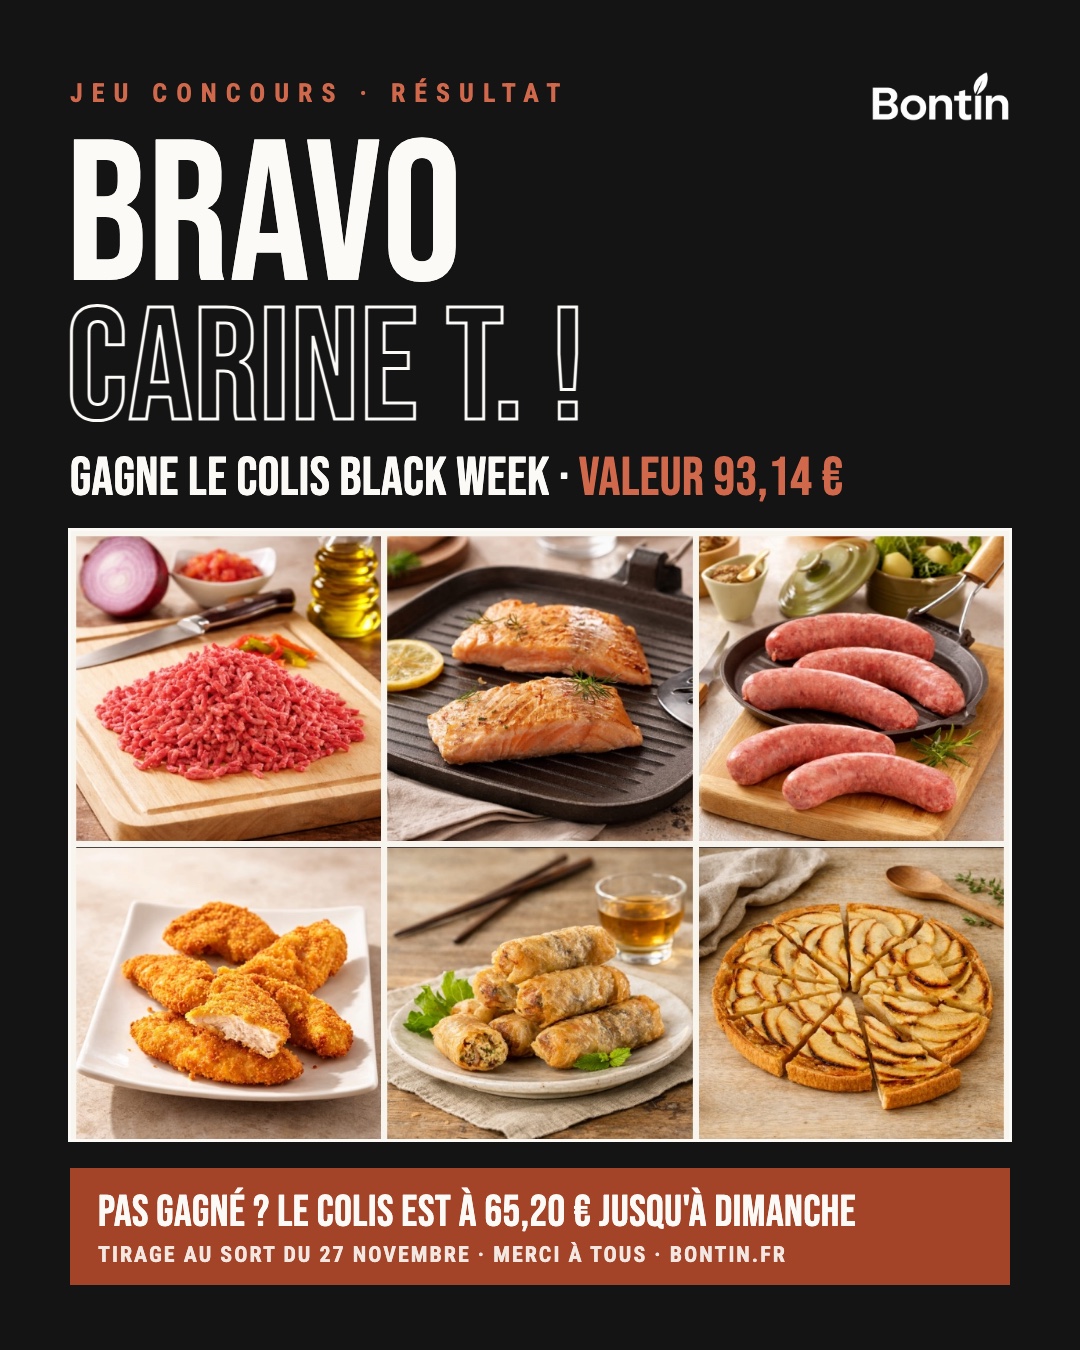 JEU CONCOURS · RÉSULTAT
Bontin
BRAVO
CARINE T. !
GAGNE LE COLIS BLACK WEEK · VALEUR 93,14 €
PAS GAGNÉ ? LE COLIS EST À 65,20 € JUSQU'À DIMANCHE
TIRAGE AU SORT DU 27 NOVEMBRE · MERCI À TOUS · BONTIN.FR